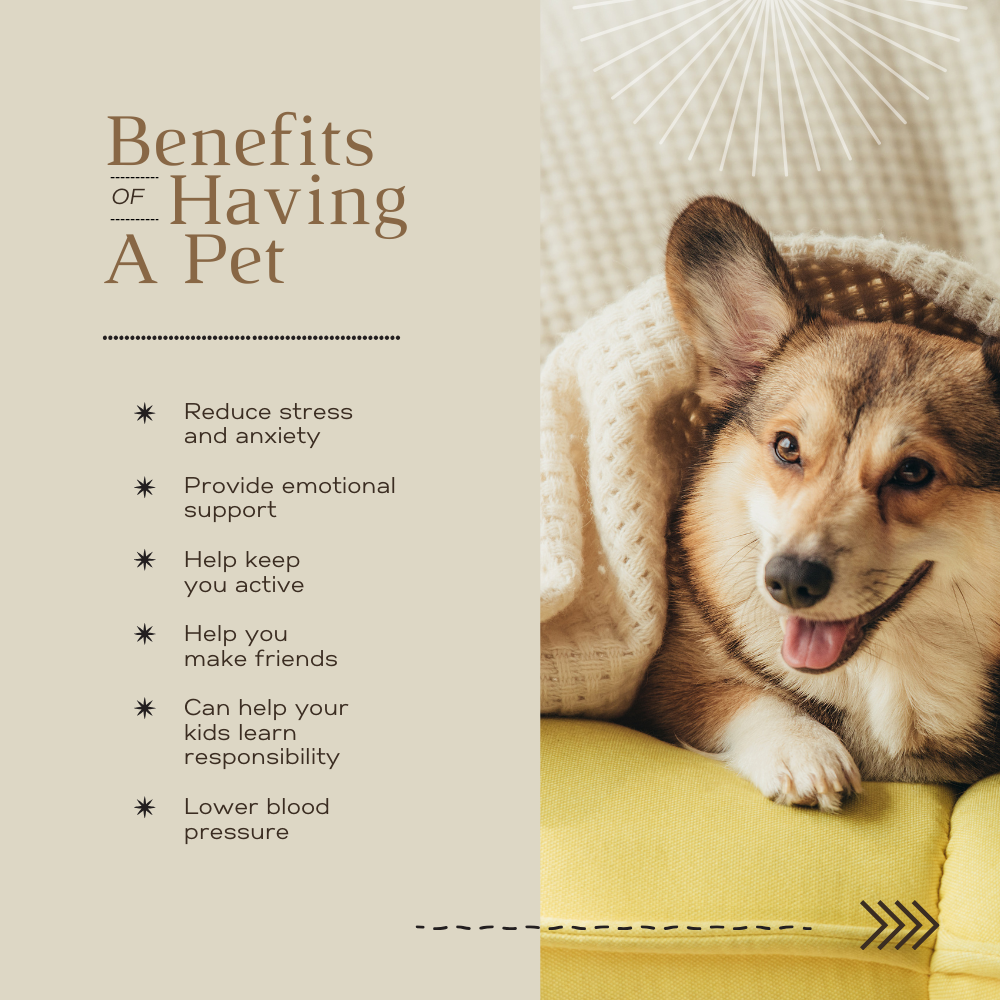 Benefits
OF Having
A Pet
Reduce stress
and anxiety
Provide emotional
support
Help keep
you active
Help you
make friends
Can help your
kids learn
responsibility
Lower blood
pressure